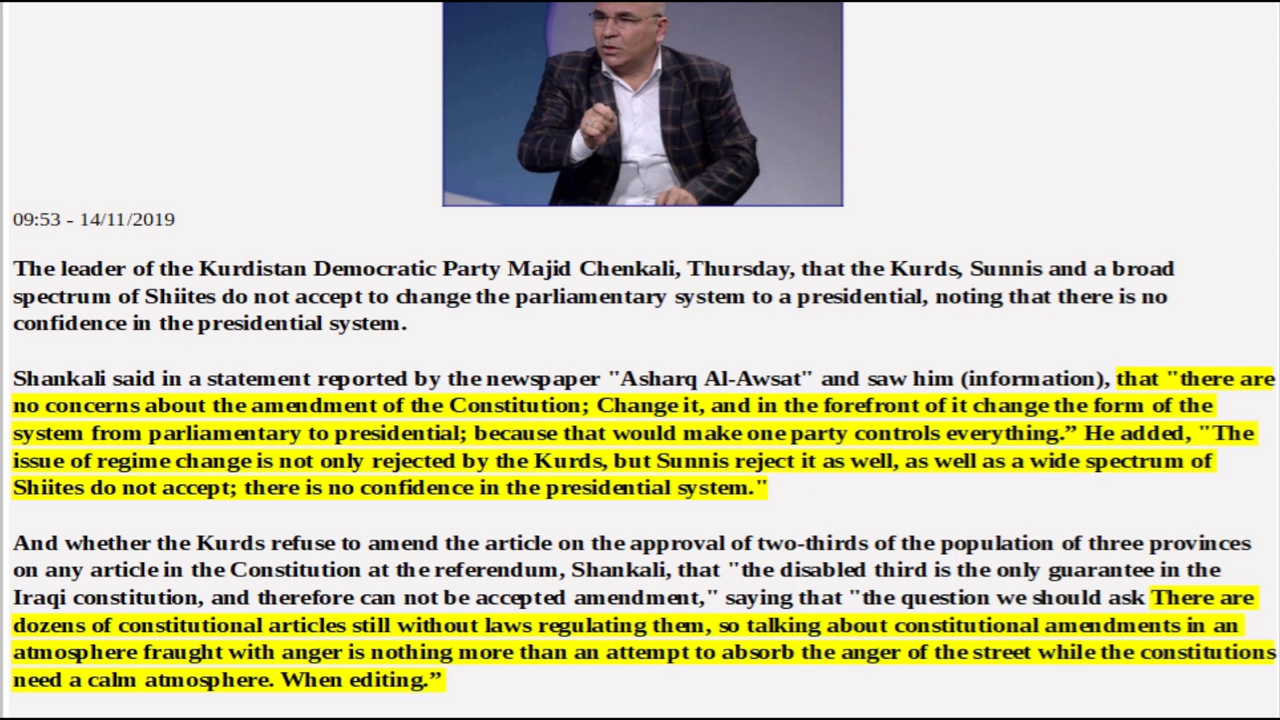 09:53 - 14/11/2019
The leader of the Kurdistan Democratic Party Majid Chenkali, Thursday, that the Kurds, Sunnis and a broad
spectrum of Shiites do not accept to change the parliamentary system to a presidential, noting that there is no
confidence in the presidential system.
Shankali said in a statement reported by the newspaper "Asharq Al-Awsat" and saw him (information), that "there are
no concerns about the amendment of the Constitution; Change it, and in the forefront of it change the form of the
system from parliamentary to presidential; because that would make one party controls everything.” He added, "The
issue of regime change is not only rejected by the Kurds, but Sunnis reject it as well, as well as a wide spectrum of
Shiites do not accept; there is no confidence in the presidential system."
And whether the Kurds refuse to amend the article on the approval of two-thirds of the population of three provinces
on any article in the Constitution at the referendum, Shankali, that "the disabled third is the only guarantee in the
Iraqi constitution, and therefore can not be accepted amendment," saying that "the question we should ask There are
dozens of constitutional articles still without laws regulating them, so talking about constitutional amendments in an
atmosphere fraught with anger is nothing more than an attempt to absorb the anger of the street while the constitutions
need a calm atmosphere. When editing.”